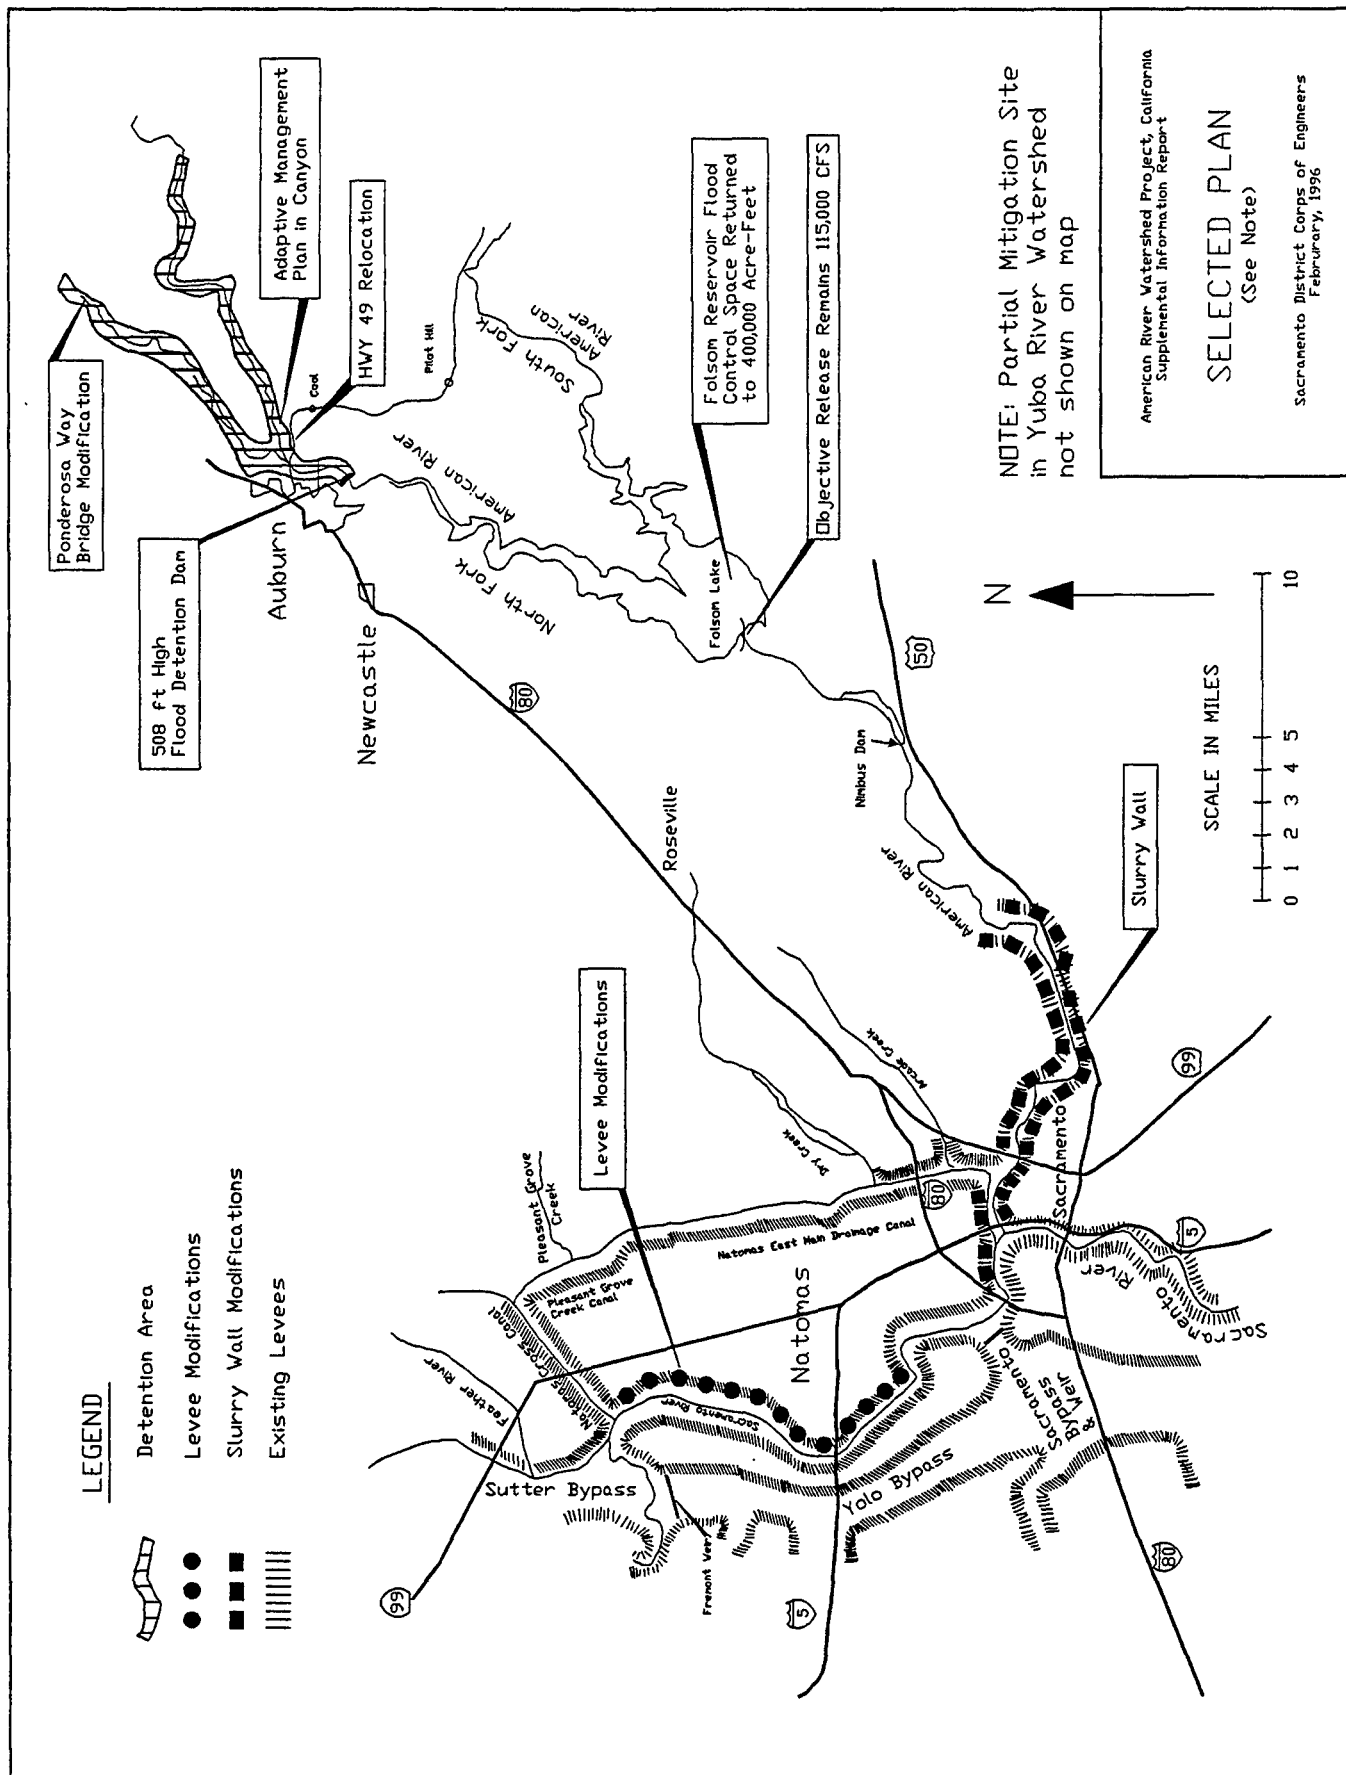 LEGEND
Detention Area
Levee Modifications
Slurry Wall Modifications
Existing Levees
Ponderosa Way
Bridge Modification
508 ft High
Flood Detention Dam
Adaptive Management
Plan in Canyon
HWY 49 Relocation
Auburn
Newcastle
Cool
Pilot Hill
80
North Fork
American River
South Fork
American
River
Folsom Lake
Folsom Reservoir Flood
Control Space Returned
to 400,000 Acre-Feet
Objective Release Remains 115,000 CFS
Roseville
Nimbus Dam
50
American River
Levee Modifications
Slurry Wall
Arcade Creek
Dry Creek
Pleasant Grove
Creek
Pleasant Grove
Creek Canal
Natomas East Main Drainage Canal
Natomas Cross Canal
Feather River
99
Sutter Bypass
Natomas
Sacramento River
Fremont Weir
Yolo Bypass
5
80
Sacramento
99
Sacramento
Bypass
& Weir
Sacramento
River
5
80
N
SCALE IN MILES
0 1 2 3 4 5 10
NOTE: Partial Mitigation Site
in Yuba River Watershed
not shown on map
American River Watershed Project, California
Supplemental Information Report
SELECTED PLAN
(See Note)
Sacramento District Corps of Engineers
Februrary, 1996